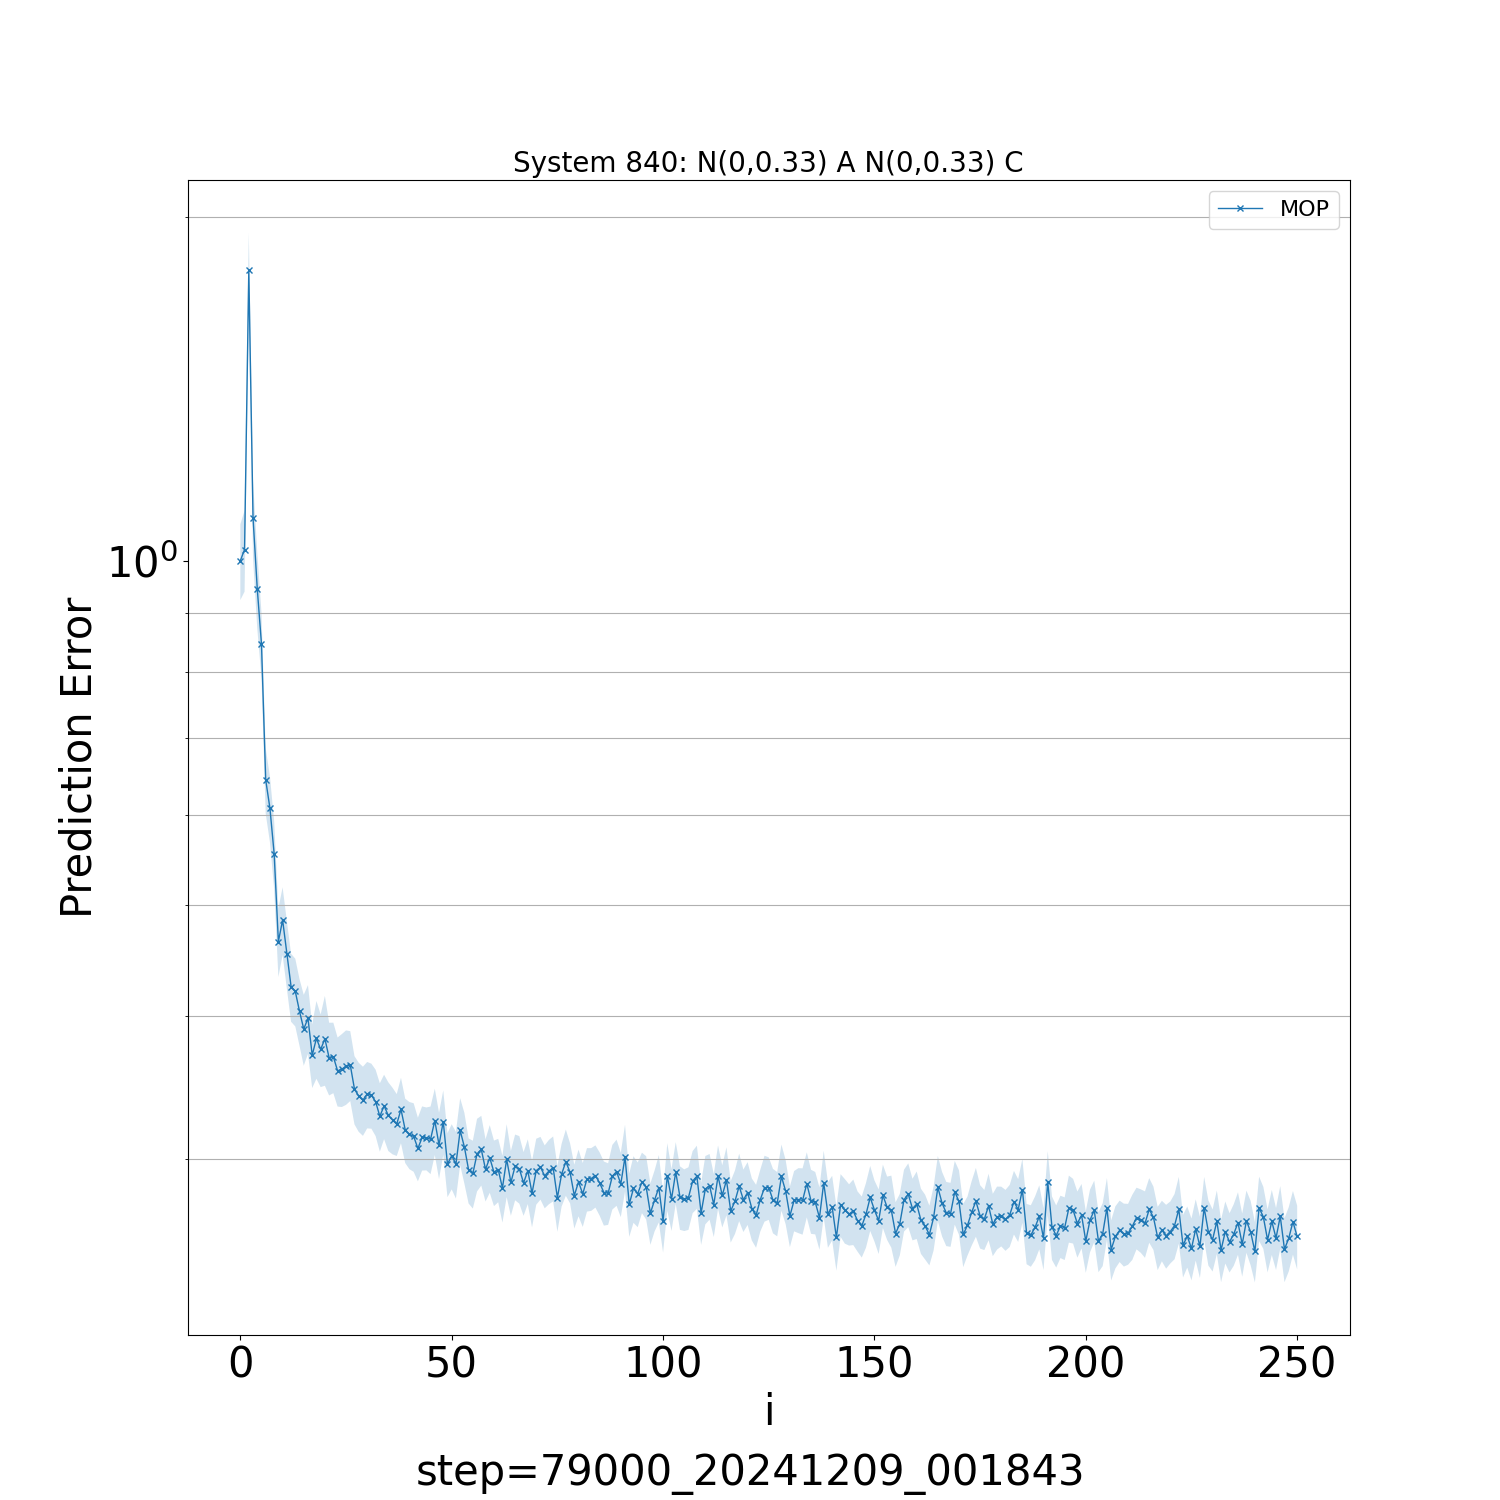 System 840: N(0,0.33) A N(0,0.33) C
MOP
10⁰
Prediction Error
0 50 100 150 200 250
i
step=79000_20241209_001843